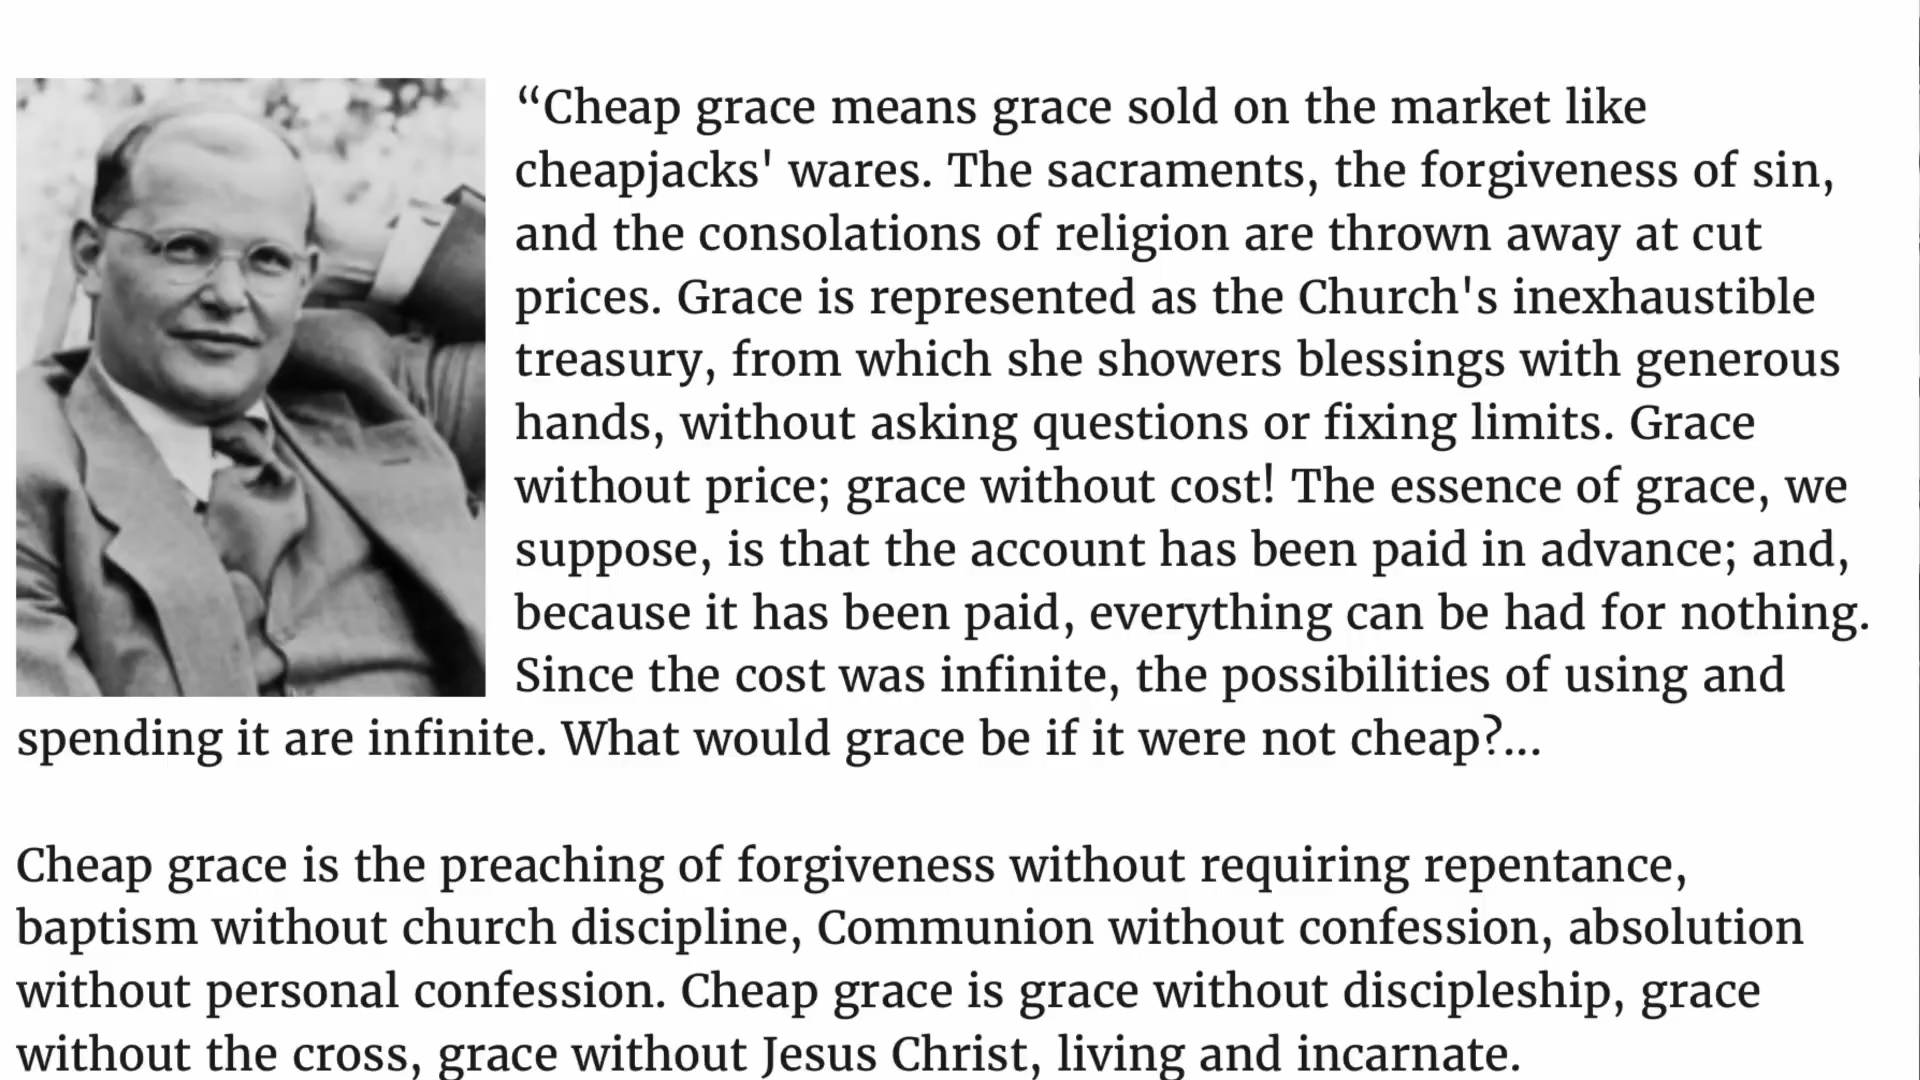 “Cheap grace means grace sold on the market like
cheapjacks' wares. The sacraments, the forgiveness of sin,
and the consolations of religion are thrown away at cut
prices. Grace is represented as the Church's inexhaustible
treasury, from which she showers blessings with generous
hands, without asking questions or fixing limits. Grace
without price; grace without cost! The essence of grace, we
suppose, is that the account has been paid in advance; and,
because it has been paid, everything can be had for nothing.
Since the cost was infinite, the possibilities of using and
spending it are infinite. What would grace be if it were not cheap?...
Cheap grace is the preaching of forgiveness without requiring repentance,
baptism without church discipline, Communion without confession, absolution
without personal confession. Cheap grace is grace without discipleship, grace
without the cross, grace without Jesus Christ, living and incarnate.